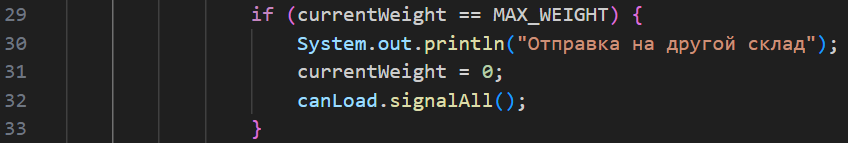 29 if (currentWeight == MAX_WEIGHT) {
30 System.out.println("Отправка на другой склад");
31 currentWeight = 0;
32 canLoad.signalAll();
33 }